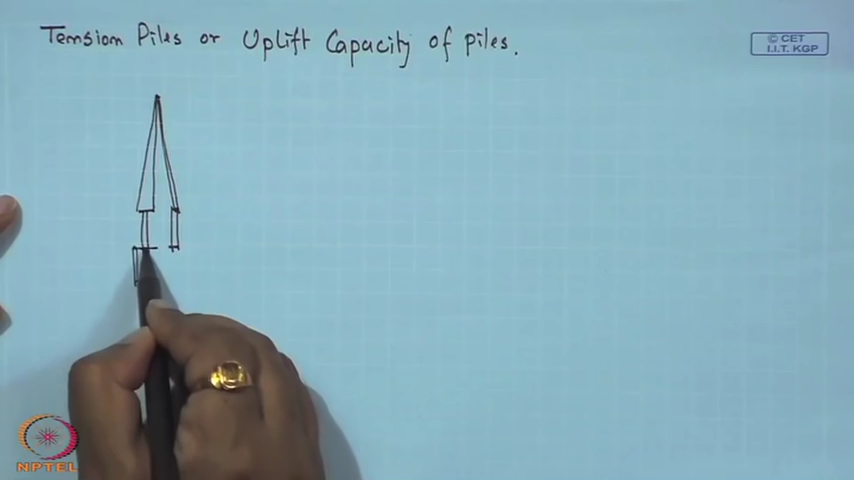 Tension Piles or Uplift Capacity of piles.
© CET
I.I.T. KGP
NPTEL